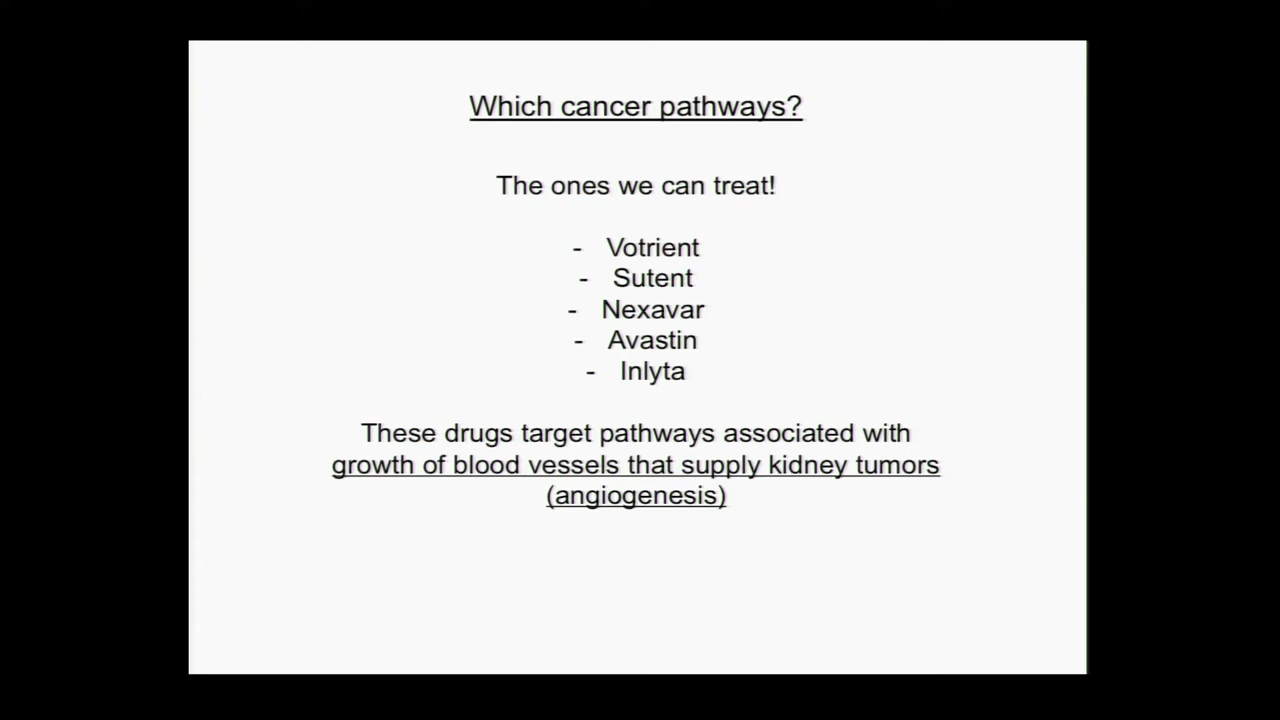 Which cancer pathways?
The ones we can treat!
- Votrient
- Sutent
- Nexavar
- Avastin
- Inlyta
These drugs target pathways associated with
growth of blood vessels that supply kidney tumors
(angiogenesis)